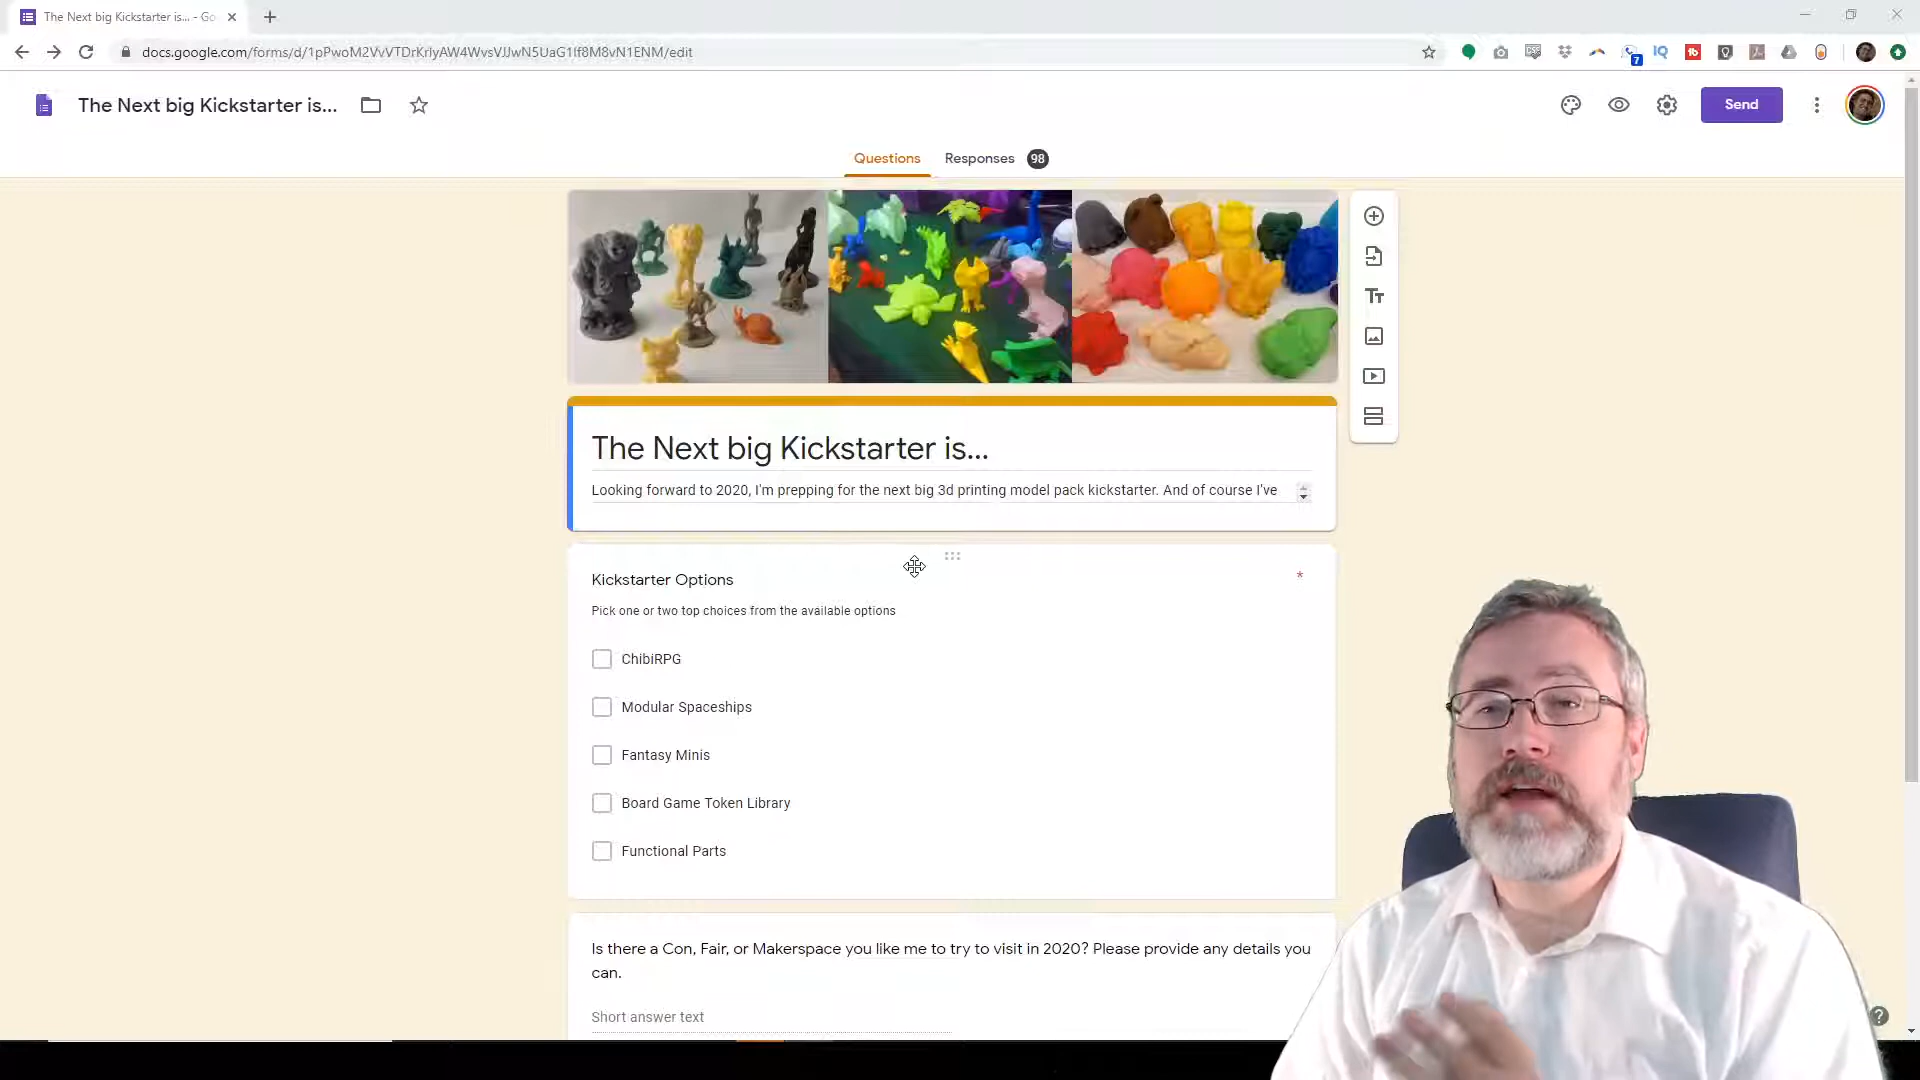 The Next big Kickstarter is... - Go
docs.google.com/forms/d/1pPwoM2VvVTDrKrIyAW4WvsVJJwN5UaG1lf8M8vN1ENM/edit
7
The Next big Kickstarter is...
Send
Questions
Responses 98
The Next big Kickstarter is...
Looking forward to 2020, I'm prepping for the next big 3d printing model pack kickstarter. And of course I've
Kickstarter Options *
Pick one or two top choices from the available options
ChibiRPG
Modular Spaceships
Fantasy Minis
Board Game Token Library
Functional Parts
Is there a Con, Fair, or Makerspace you like me to try to visit in 2020? Please provide any details you
can.
Short answer text